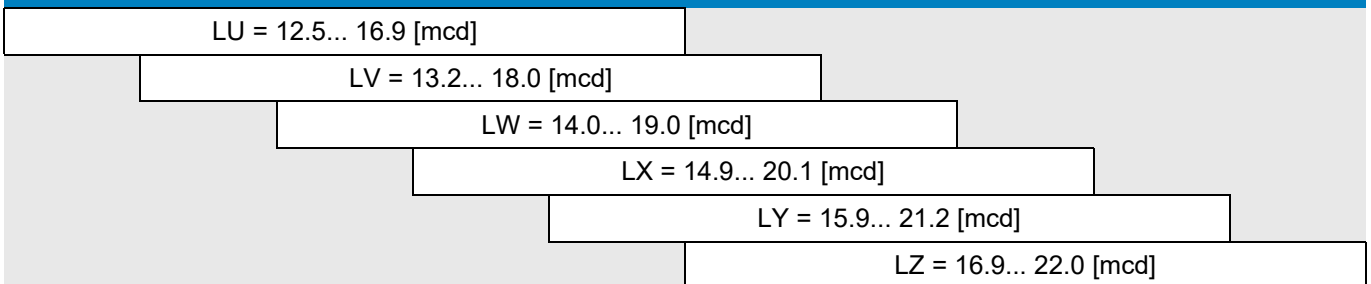 LU = 12.5... 16.9 [mcd]
LV = 13.2... 18.0 [mcd]
LW = 14.0... 19.0 [mcd]
LX = 14.9... 20.1 [mcd]
LY = 15.9... 21.2 [mcd]
LZ = 16.9... 22.0 [mcd]